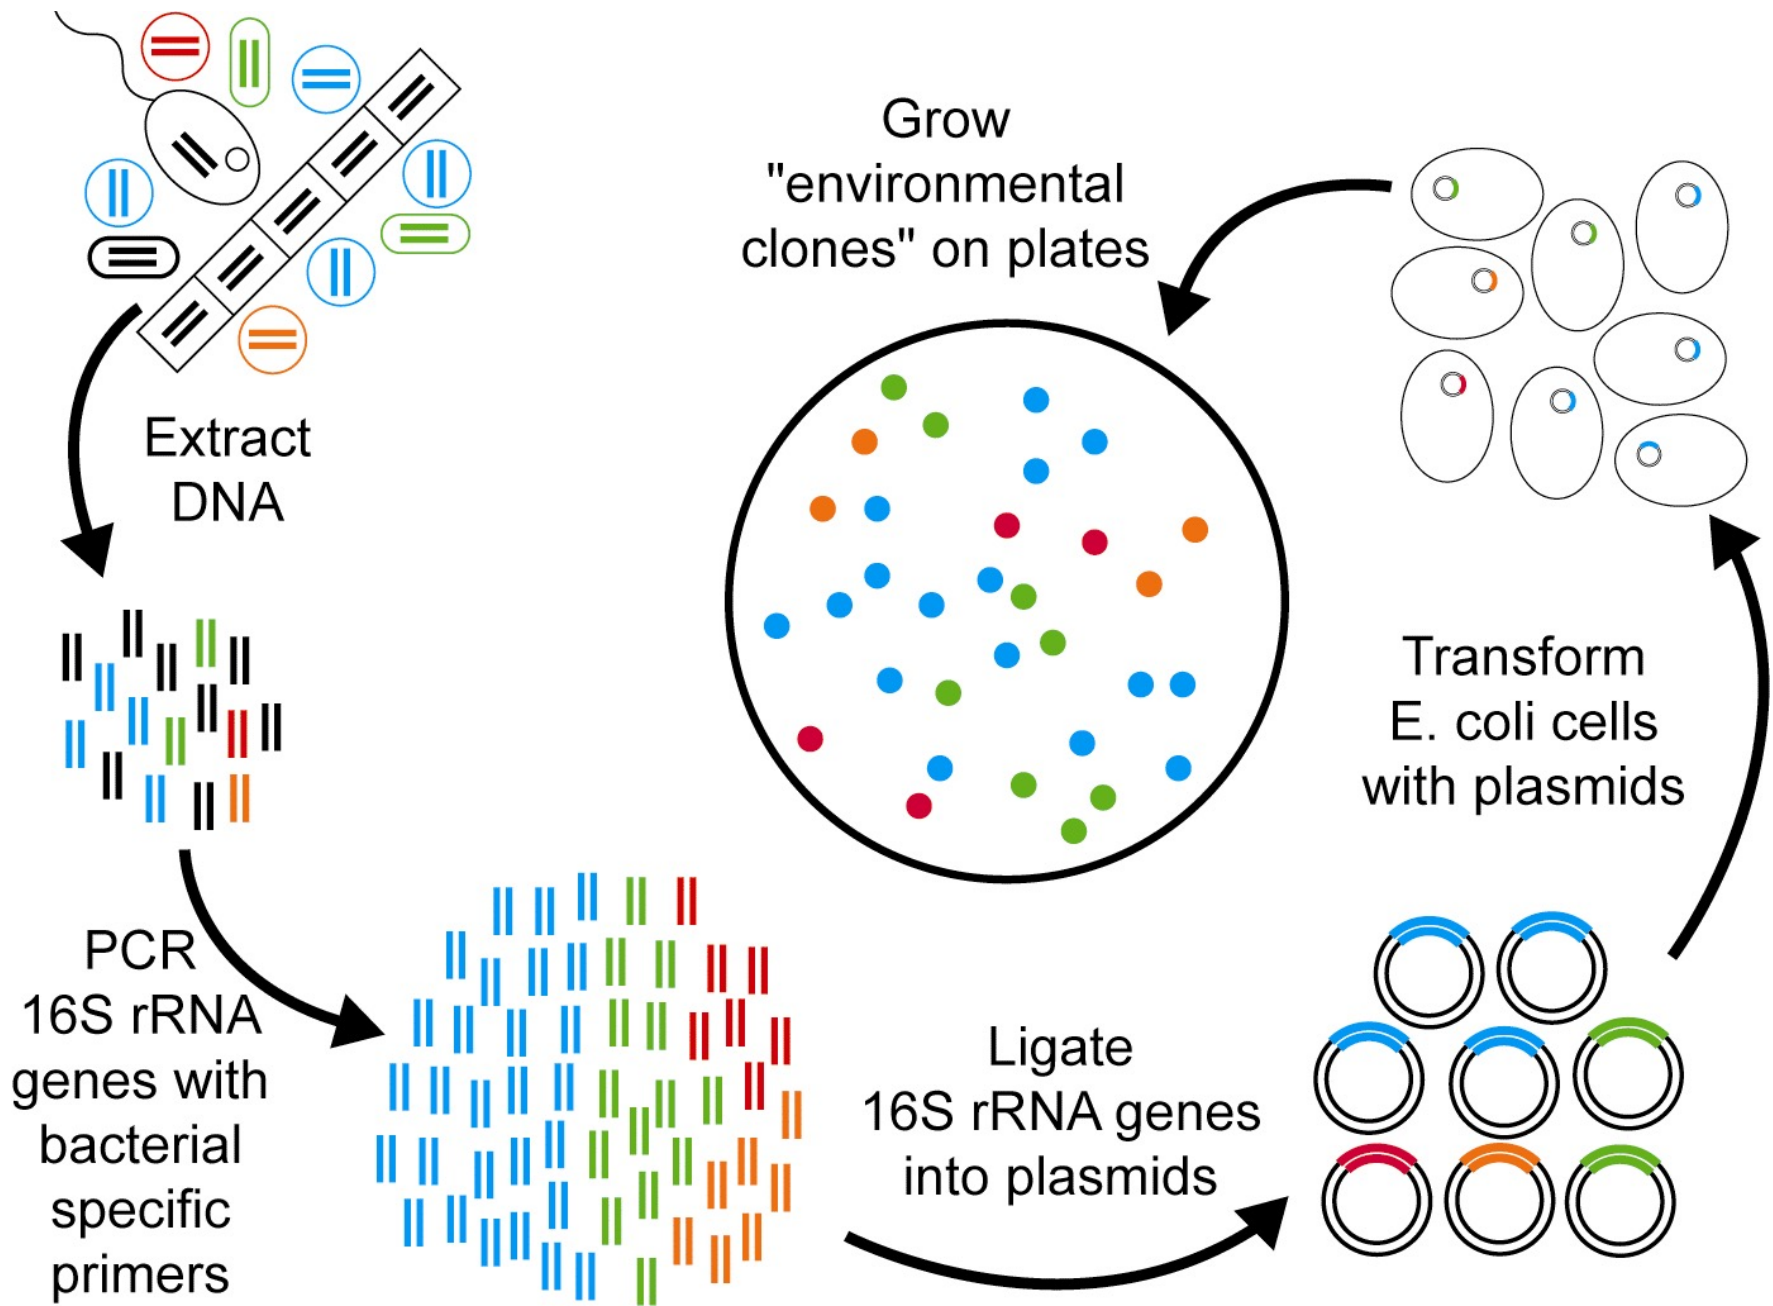 Extract
DNA
PCR
16S rRNA
genes with
bacterial
specific
primers
Ligate
16S rRNA genes
into plasmids
Transform
E. coli cells
with plasmids
Grow
"environmental
clones" on plates